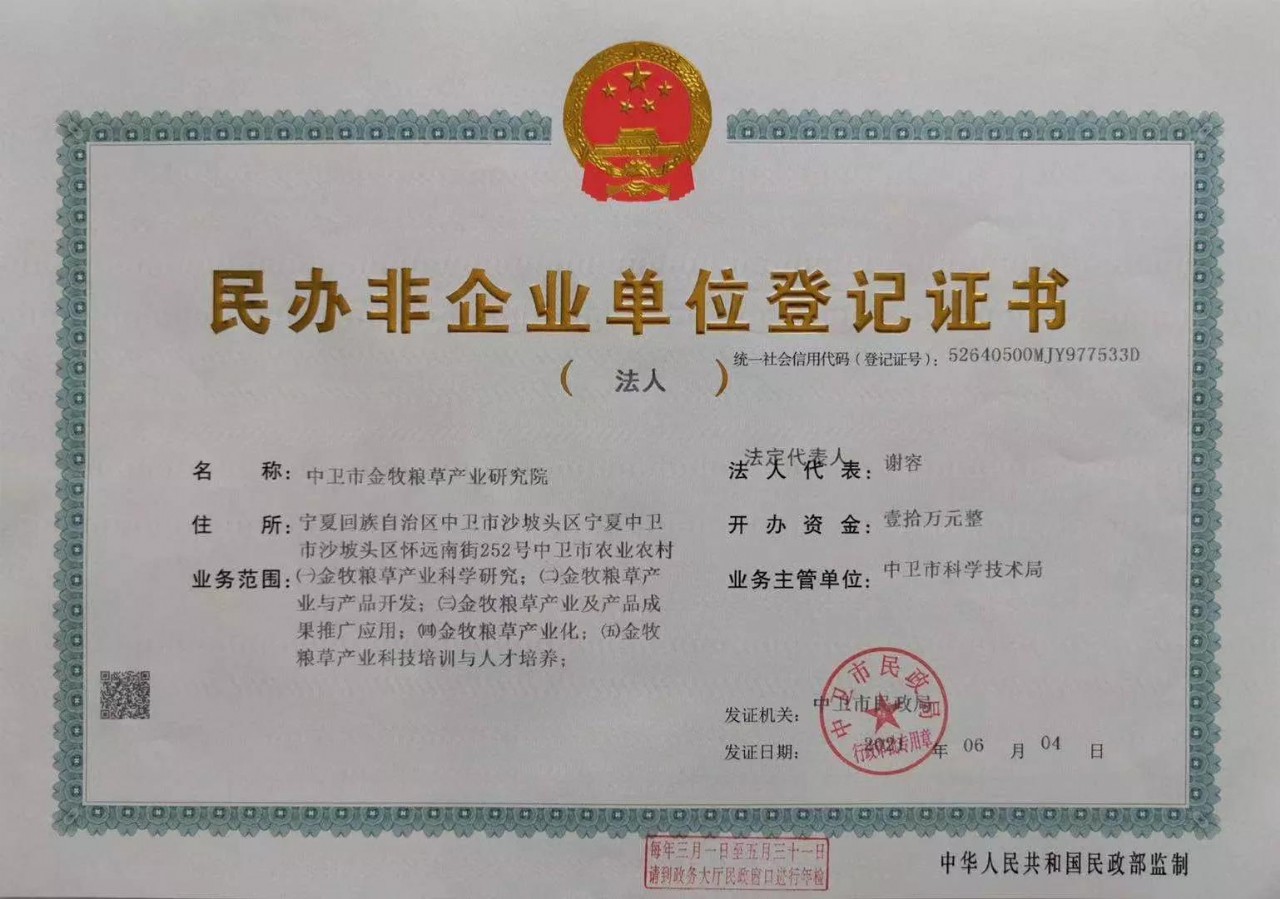 民办非企业单位登记证书
（ 法人 ）
统一社会信用代码（登记证号）：52640500MJY977533D
名 称：中卫市金牧粮草产业研究院
住 所：宁夏回族自治区中卫市沙坡头区宁夏中卫
市沙坡头区怀远南街252号中卫市农业农村
业务范围：㈠金牧粮草产业科学研究；㈡金牧粮草产
业与产品开发；㈢金牧粮草产业及产品成
果推广应用；㈣金牧粮草产业化；㈤金牧
粮草产业科技培训与人才培养；
法定代表人
法人代表：谢容
开办资金：壹拾万元整
业务主管单位：中卫市科学技术局
发证机关：中卫市民政局
发证日期：2021 年 06 月 04 日
中卫市民政局
行政审批专用章
每年三月一日至五月三十一日
请到政务大厅民政窗口进行年检
中华人民共和国民政部监制